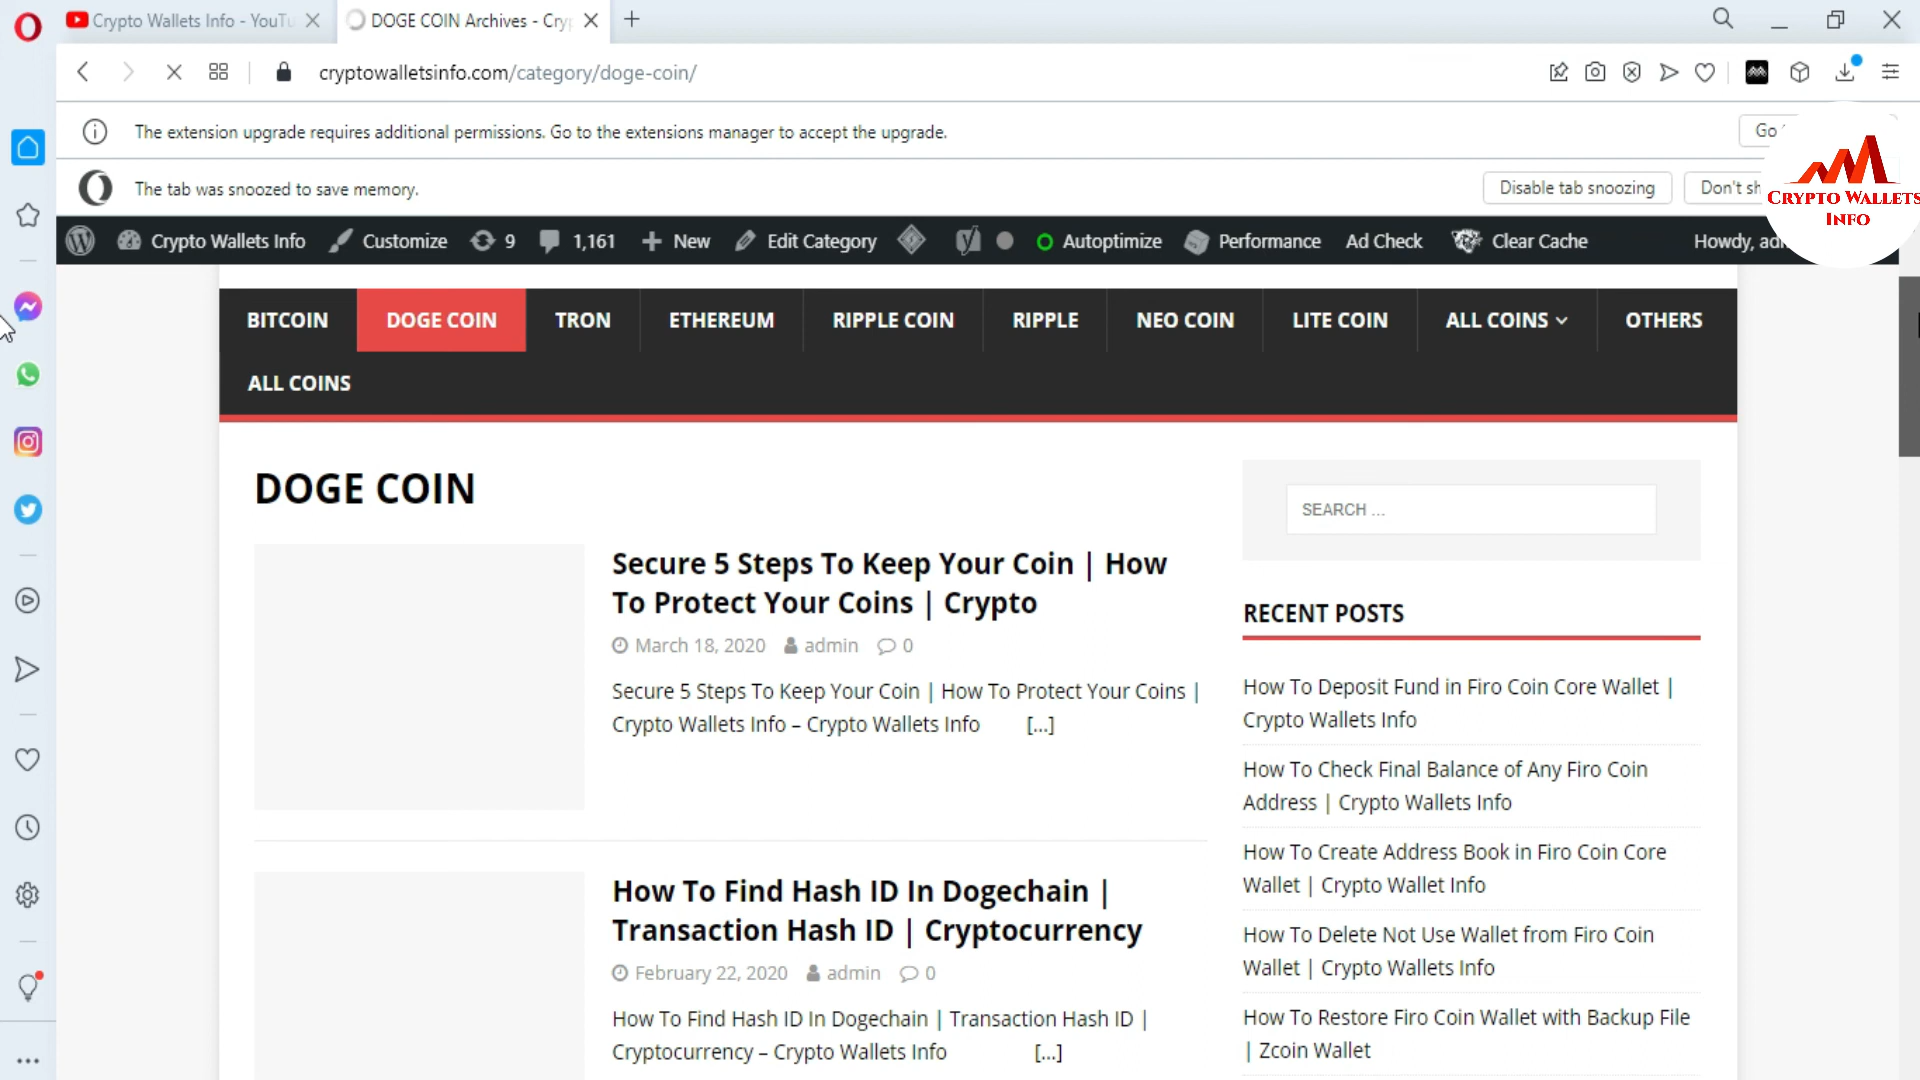 Crypto Wallets Info - YouTu
DOGE COIN Archives - Cry
cryptowalletsinfo.com/category/doge-coin/
The extension upgrade requires additional permissions. Go to the extensions manager to accept the upgrade.
Go
The tab was snoozed to save memory.
Disable tab snoozing
Don't sh
CRYPTO WALLETS
INFO
Crypto Wallets Info
Customize
9
1,161
New
Edit Category
Autoptimize
Performance
Ad Check
Clear Cache
Howdy, ad
BITCOIN
DOGE COIN
TRON
ETHEREUM
RIPPLE COIN
RIPPLE
NEO COIN
LITE COIN
ALL COINS
OTHERS
ALL COINS
DOGE COIN
Secure 5 Steps To Keep Your Coin | How
To Protect Your Coins | Crypto
March 18, 2020 admin 0
Secure 5 Steps To Keep Your Coin | How To Protect Your Coins |
Crypto Wallets Info – Crypto Wallets Info [...]
How To Find Hash ID In Dogechain |
Transaction Hash ID | Cryptocurrency
February 22, 2020 admin 0
How To Find Hash ID In Dogechain | Transaction Hash ID |
Cryptocurrency – Crypto Wallets Info [...]
SEARCH ...
RECENT POSTS
How To Deposit Fund in Firo Coin Core Wallet |
Crypto Wallets Info
How To Check Final Balance of Any Firo Coin
Address | Crypto Wallets Info
How To Create Address Book in Firo Coin Core
Wallet | Crypto Wallet Info
How To Delete Not Use Wallet from Firo Coin
Wallet | Crypto Wallets Info
How To Restore Firo Coin Wallet with Backup File
| Zcoin Wallet